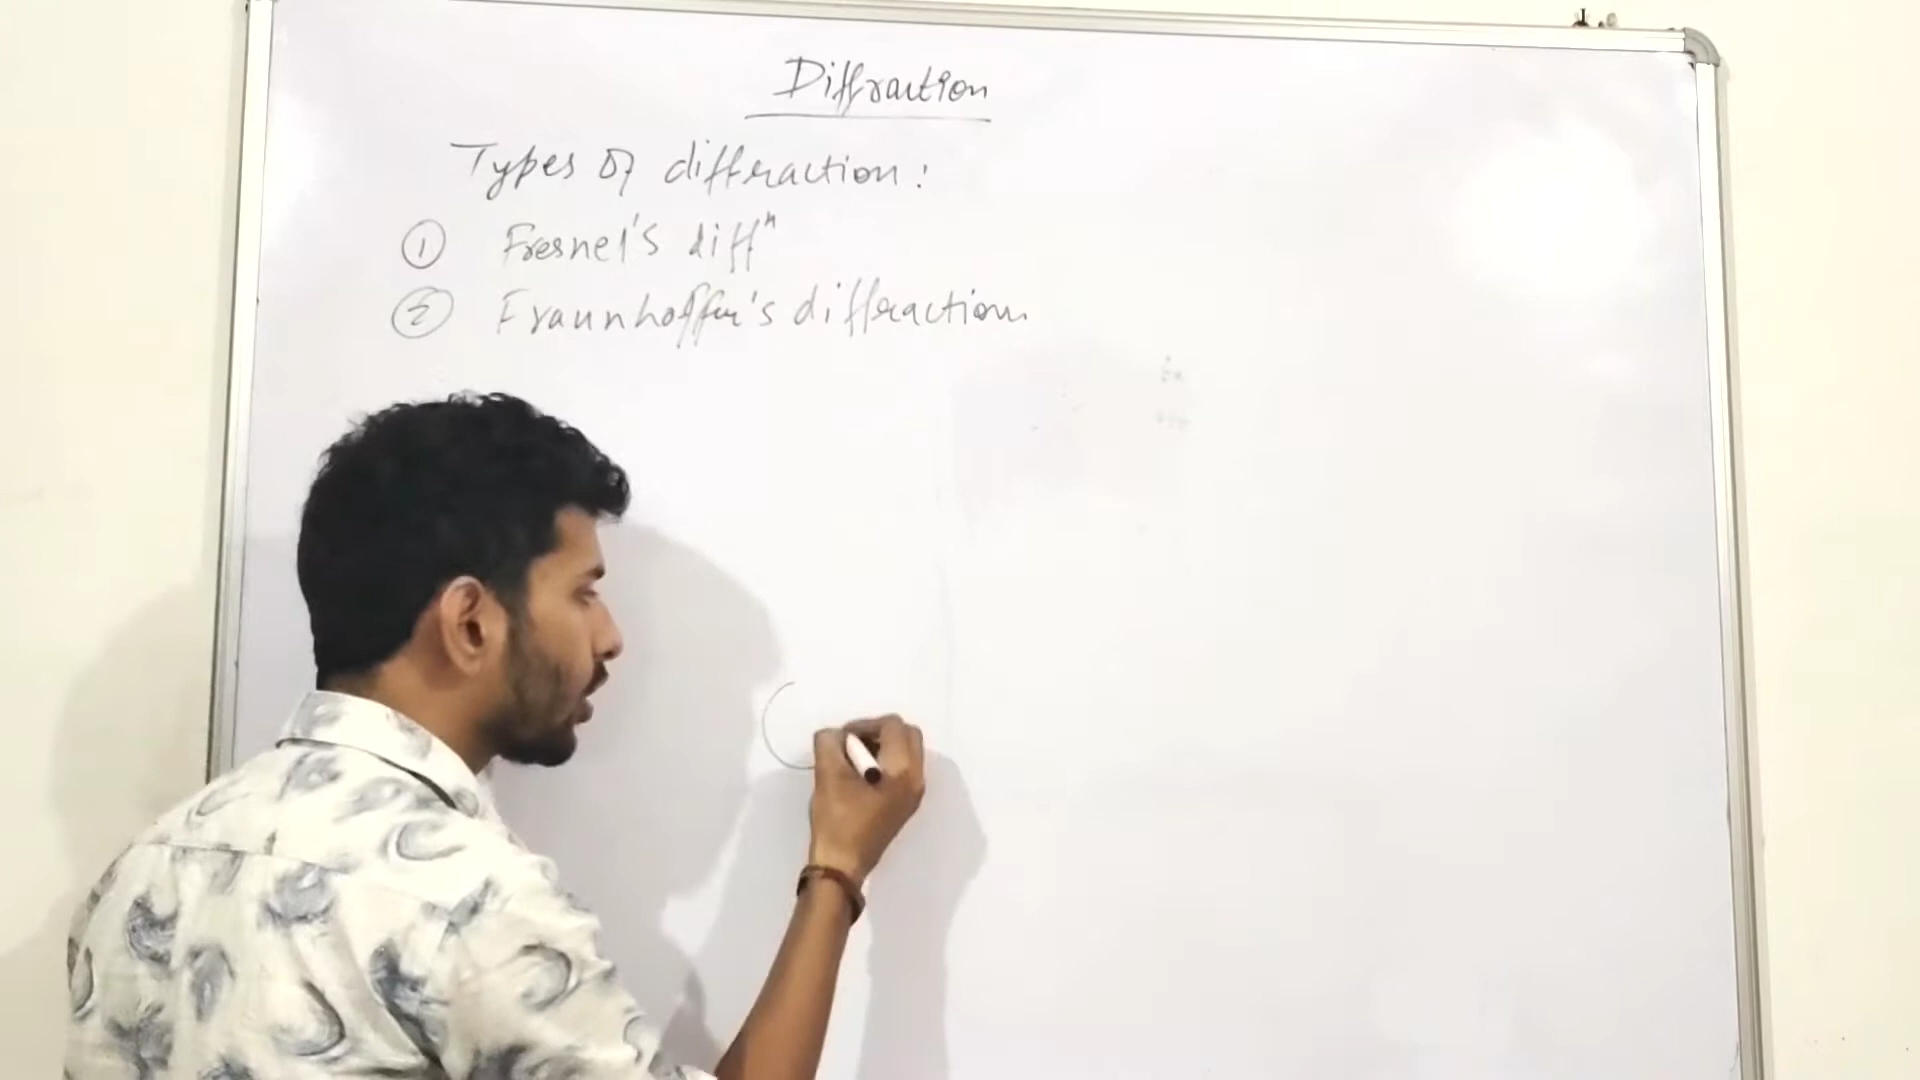 Diffraction
Types of diffraction:
① Fresnel's diffⁿ
② Fraunhoffer's diffraction